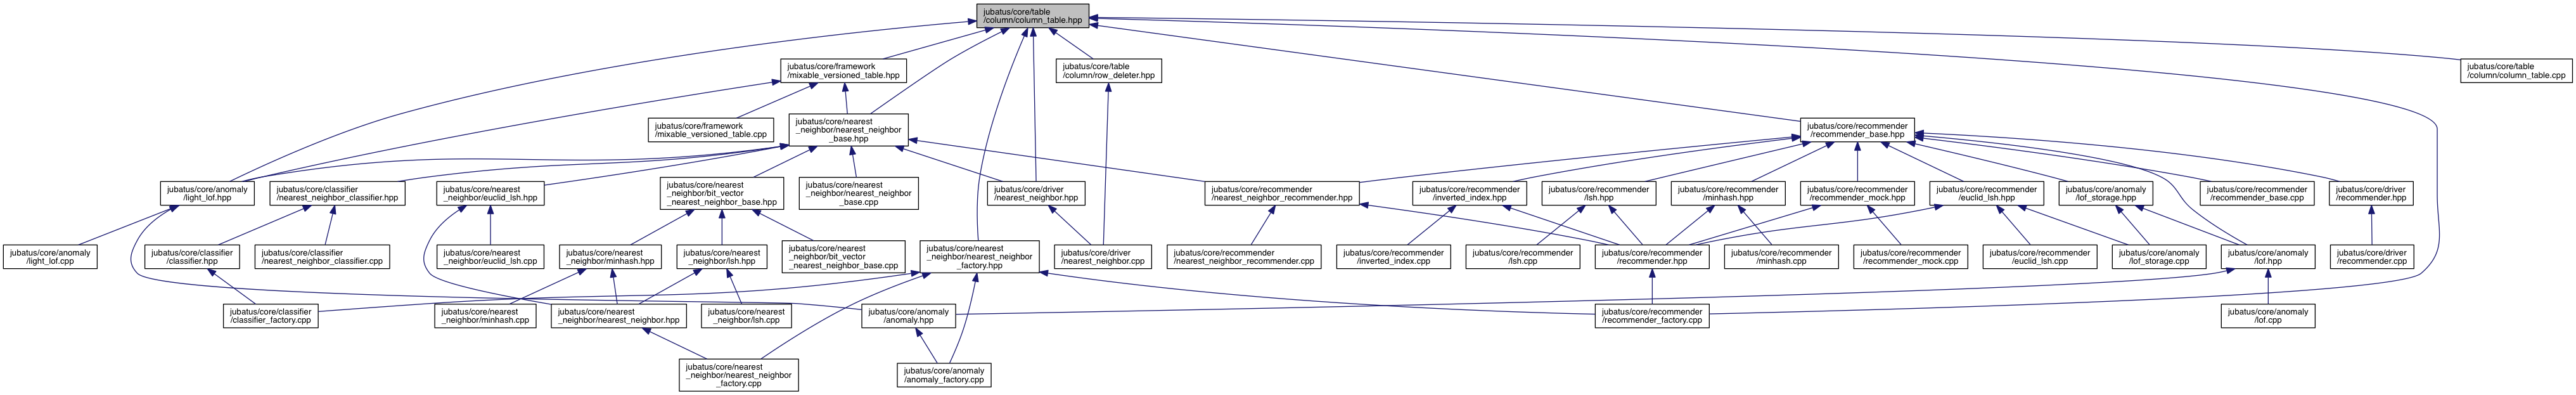 jubatus/core/table
/column/column_table.hpp
jubatus/core/framework
/mixable_versioned_table.hpp
jubatus/core/table
/column/row_deleter.hpp
jubatus/core/table
/column/column_table.cpp
jubatus/core/framework
/mixable_versioned_table.cpp
jubatus/core/nearest
_neighbor/nearest_neighbor
_base.hpp
jubatus/core/recommender
/recommender_base.hpp
jubatus/core/anomaly
/light_lof.hpp
jubatus/core/classifier
/nearest_neighbor_classifier.hpp
jubatus/core/nearest
_neighbor/euclid_lsh.hpp
jubatus/core/nearest
_neighbor/bit_vector
_nearest_neighbor_base.hpp
jubatus/core/nearest
_neighbor/nearest_neighbor
_base.cpp
jubatus/core/driver
/nearest_neighbor.hpp
jubatus/core/recommender
/nearest_neighbor_recommender.hpp
jubatus/core/recommender
/inverted_index.hpp
jubatus/core/recommender
/lsh.hpp
jubatus/core/recommender
/minhash.hpp
jubatus/core/recommender
/recommender_mock.hpp
jubatus/core/recommender
/euclid_lsh.hpp
jubatus/core/anomaly
/lof_storage.hpp
jubatus/core/recommender
/recommender_base.cpp
jubatus/core/driver
/recommender.hpp
jubatus/core/anomaly
/light_lof.cpp
jubatus/core/classifier
/classifier.hpp
jubatus/core/classifier
/nearest_neighbor_classifier.cpp
jubatus/core/nearest
_neighbor/euclid_lsh.cpp
jubatus/core/nearest
_neighbor/minhash.hpp
jubatus/core/nearest
_neighbor/lsh.hpp
jubatus/core/nearest
_neighbor/bit_vector
_nearest_neighbor_base.cpp
jubatus/core/nearest
_neighbor/nearest_neighbor
_factory.hpp
jubatus/core/driver
/nearest_neighbor.cpp
jubatus/core/recommender
/nearest_neighbor_recommender.cpp
jubatus/core/recommender
/inverted_index.cpp
jubatus/core/recommender
/lsh.cpp
jubatus/core/recommender
/recommender.hpp
jubatus/core/recommender
/minhash.cpp
jubatus/core/recommender
/recommender_mock.cpp
jubatus/core/recommender
/euclid_lsh.cpp
jubatus/core/anomaly
/lof_storage.cpp
jubatus/core/anomaly
/lof.hpp
jubatus/core/driver
/recommender.cpp
jubatus/core/classifier
/classifier_factory.cpp
jubatus/core/nearest
_neighbor/minhash.cpp
jubatus/core/nearest
_neighbor/nearest_neighbor.hpp
jubatus/core/nearest
_neighbor/lsh.cpp
jubatus/core/anomaly
/anomaly.hpp
jubatus/core/recommender
/recommender_factory.cpp
jubatus/core/anomaly
/lof.cpp
jubatus/core/nearest
_neighbor/nearest_neighbor
_factory.cpp
jubatus/core/anomaly
/anomaly_factory.cpp